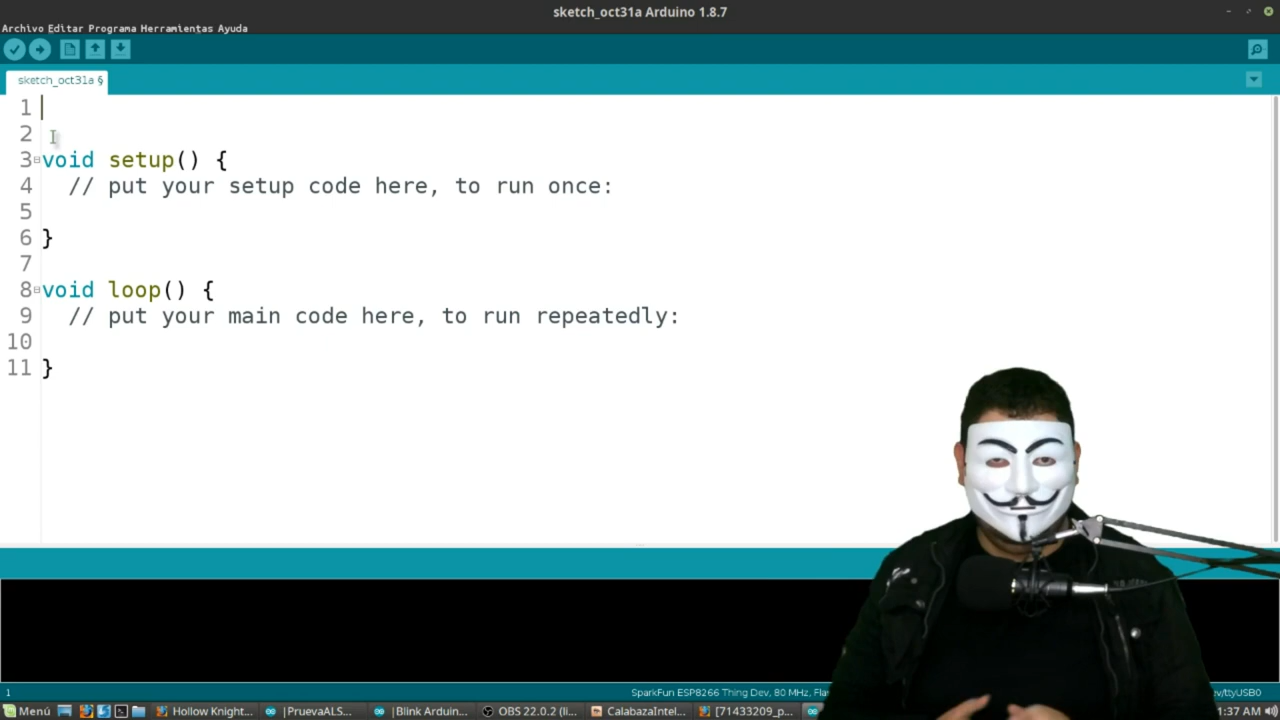 sketch_oct31a Arduino 1.8.7
Archivo Editar Programa Herramientas Ayuda
sketch_oct31a §
1
2
3 void setup() {
4 // put your setup code here, to run once:
5
6 }
7
8 void loop() {
9 // put your main code here, to run repeatedly:
10
11 }
1
SparkFun ESP8266 Thing Dev, 80 MHz,
Menú
Hollow Knight...
|PruevaALS...
|Blink Arduin...
OBS 22.0.2 (li...
CalabazaIntel...
[71433209_p...
1:37 AM